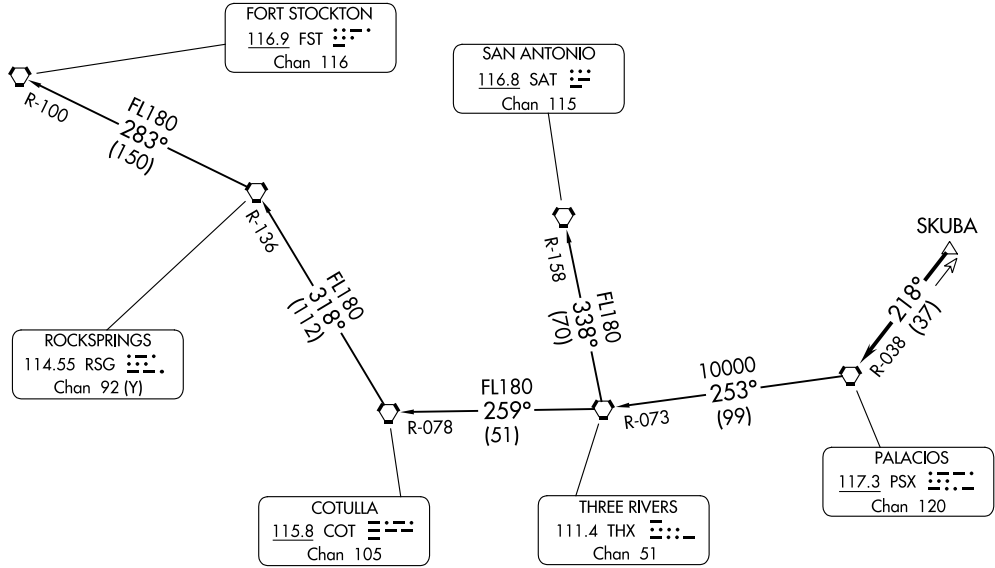 FORT STOCKTON
116.9 FST
Chan 116
SAN ANTONIO
116.8 SAT
Chan 115
R-100
FL180
283°
(150)
R-136
SKUBA
R-158
FL180
338°
(70)
218°
(37)
R-038
FL180
318°
(112)
ROCKSPRINGS
114.55 RSG
Chan 92 (Y)
10000
253°
(99)
FL180
259°
(51)
R-078
R-073
PALACIOS
117.3 PSX
Chan 120
COTULLA
115.8 COT
Chan 105
THREE RIVERS
111.4 THX
Chan 51